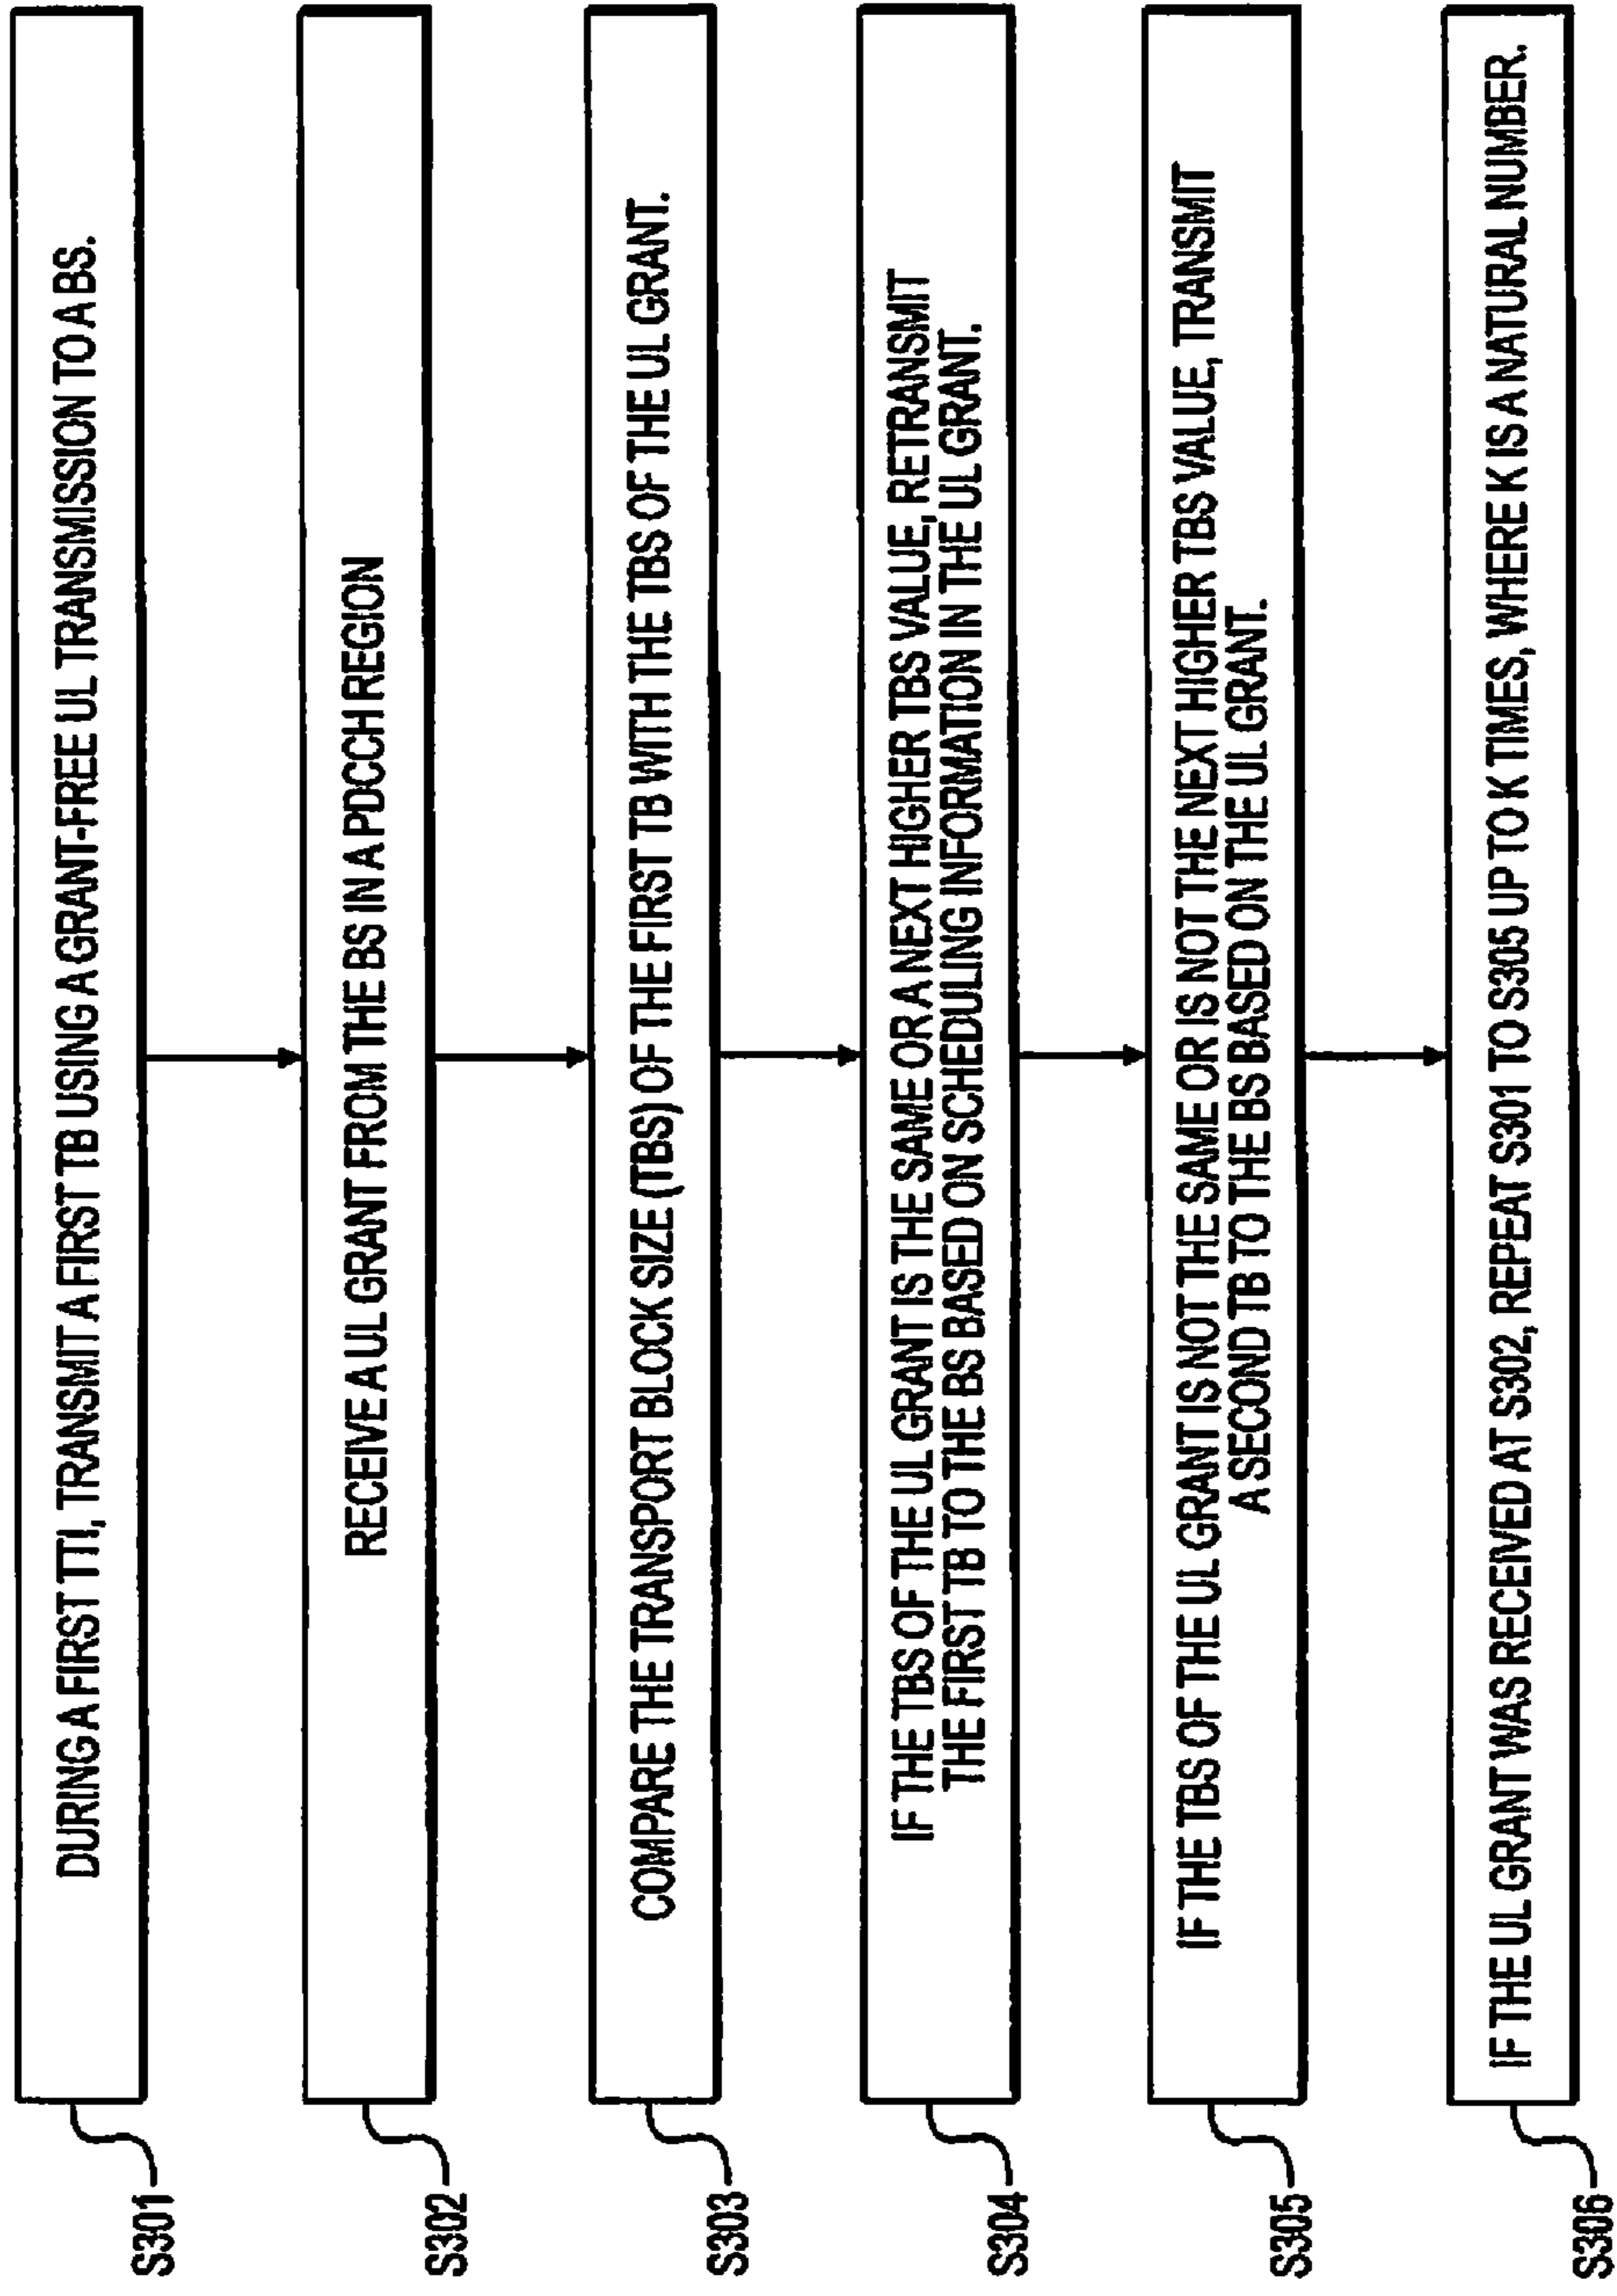 S301
DURING A FIRST TTI, TRANSMIT A FIRST TB USING A GRANT-FREE UL TRANSMISSION TO A BS.
S302
RECEIVE A UL GRANT FROM THE BS IN A PDCCH REGION
S303
COMPARE THE TRANSPORT BLOCK SIZE (TBS) OF THE FIRST TB WITH THE TBS OF THE UL GRANT.
S304
IF THE TBS OF THE UL GRANT IS THE SAME OR A NEXT HIGHER TBS VALUE, RETRANSMIT
THE FIRST TB TO THE BS BASED ON SCHEDULING INFORMATION IN THE UL GRANT.
S305
IF THE TBS OF THE UL GRANT IS NOT THE SAME OR IS NOT THE NEXT HIGHER TBS VALUE, TRANSMIT
A SECOND TB TO THE BS BASED ON THE UL GRANT.
S306
IF THE UL GRANT WAS RECEIVED AT S302, REPEAT S301 TO S305 UP TO K TIMES, WHERE K IS A NATURAL NUMBER.